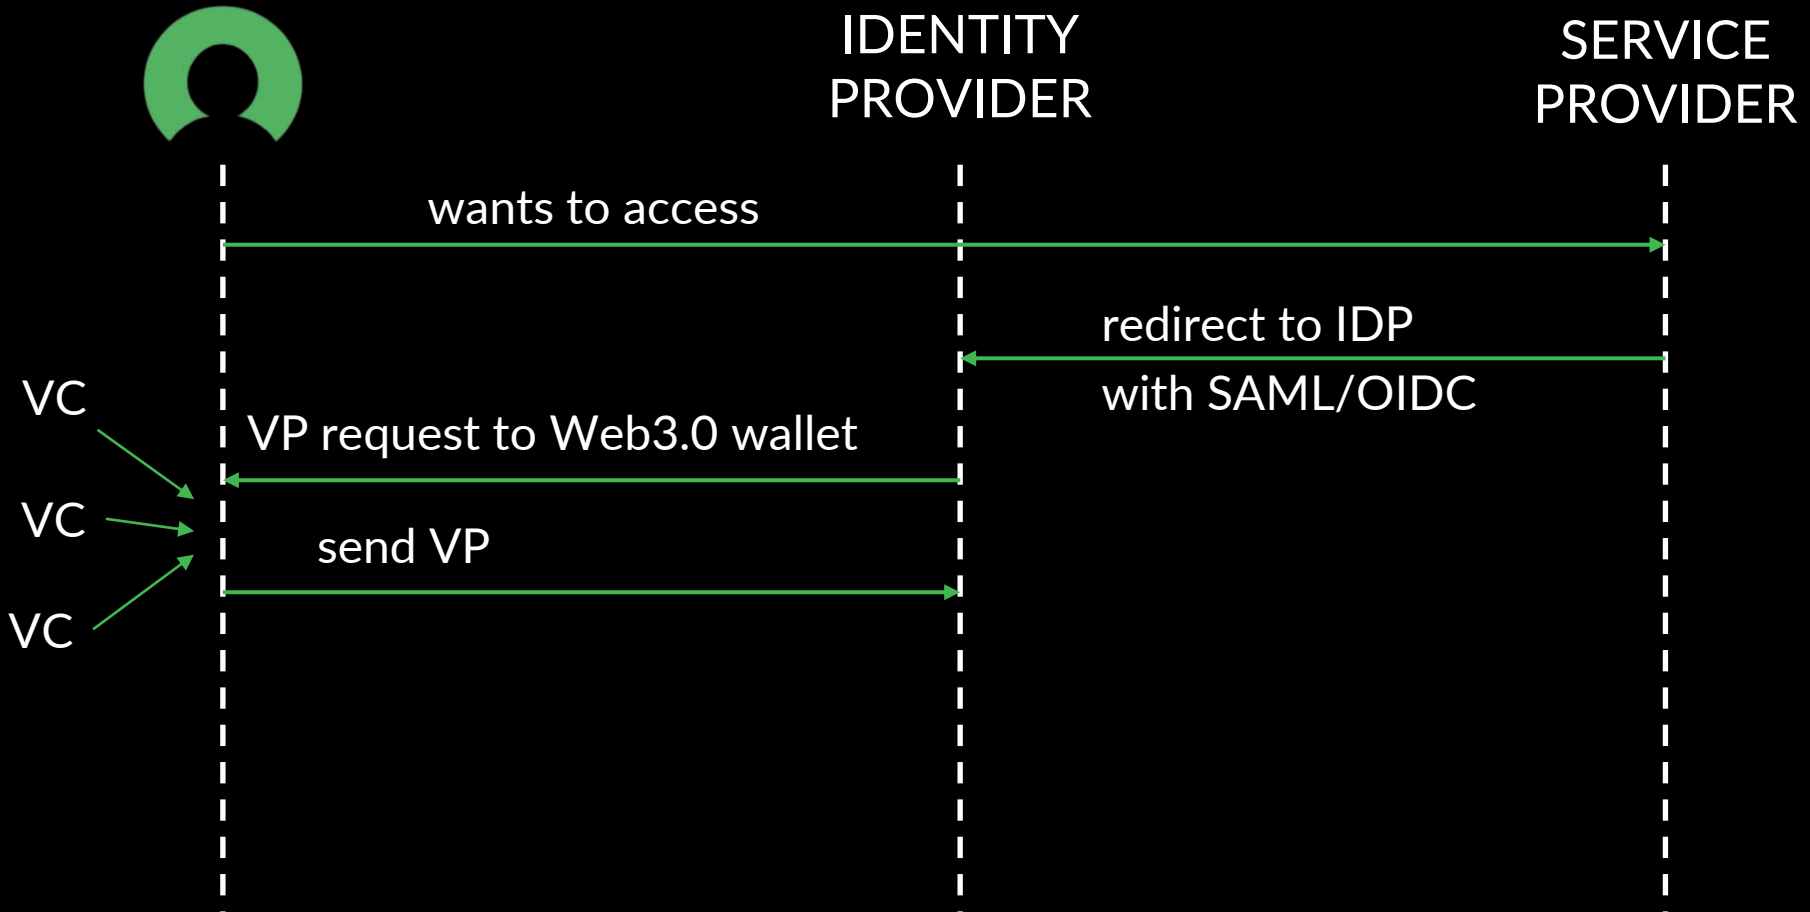 IDENTITY
PROVIDER
SERVICE
PROVIDER
wants to access
redirect to IDP
with SAML/OIDC
VC
VP request to Web3.0 wallet
VC
send VP
VC